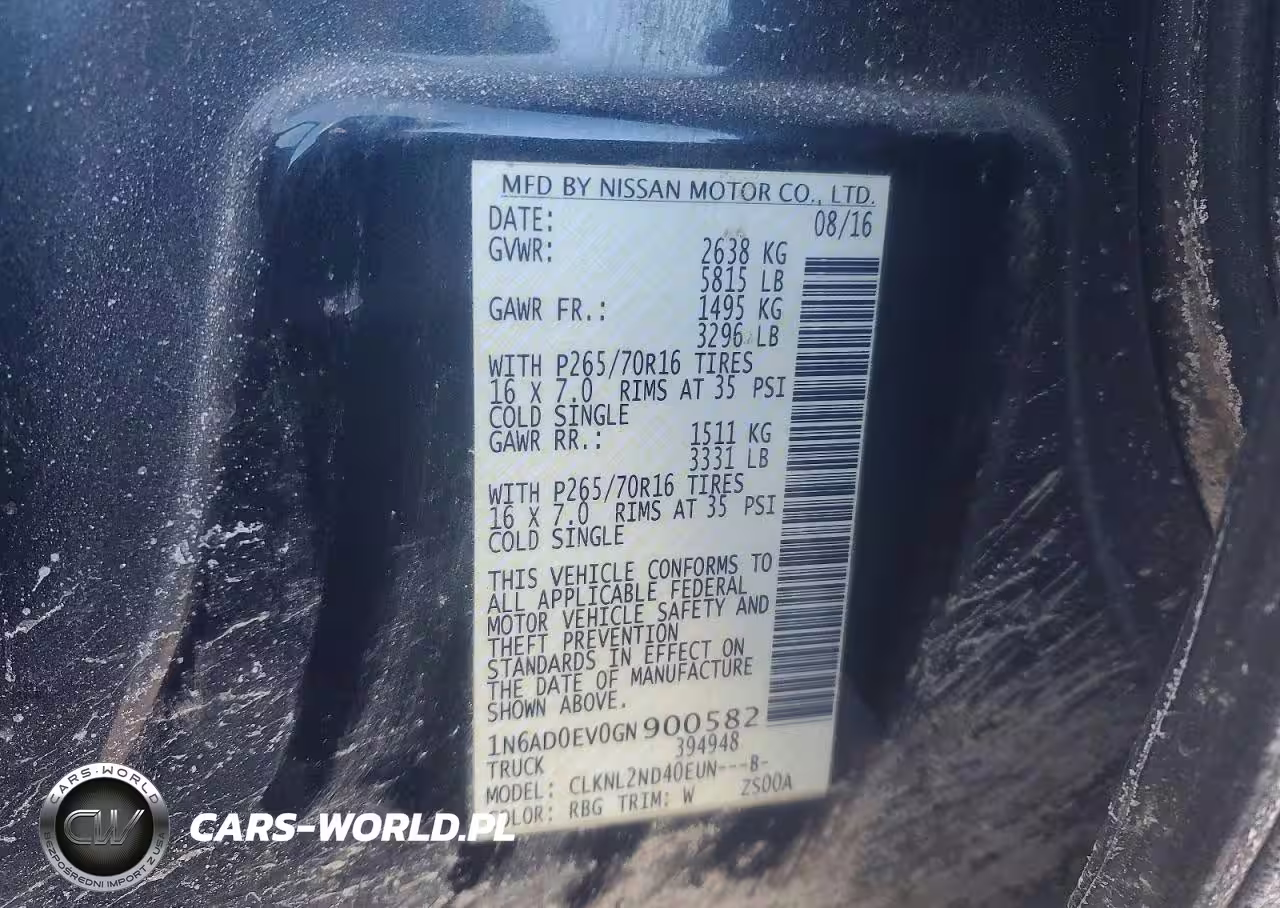 MFD BY NISSAN MOTOR CO., LTD.
DATE: 08/16
GVWR: 2638 KG
5815 LB
GAWR FR.: 1495 KG
3296 LB
WITH P265/70R16 TIRES
16 X 7.0 RIMS AT 35 PSI
COLD SINGLE
GAWR RR.: 1511 KG
3331 LB
WITH P265/70R16 TIRES
16 X 7.0 RIMS AT 35 PSI
COLD SINGLE
THIS VEHICLE CONFORMS TO
ALL APPLICABLE FEDERAL
MOTOR VEHICLE SAFETY AND
THEFT PREVENTION
STANDARDS IN EFFECT ON
THE DATE OF MANUFACTURE
SHOWN ABOVE.
1N6AD0EV0GN900582
394948
TRUCK
MODEL: CLKNL2ND40EUN---B-
ZS00A
COLOR: RBG TRIM: W
CARS-WORLD
CW
BEZPOŚREDNI IMPORT Z USA
CARS-WORLD.PL